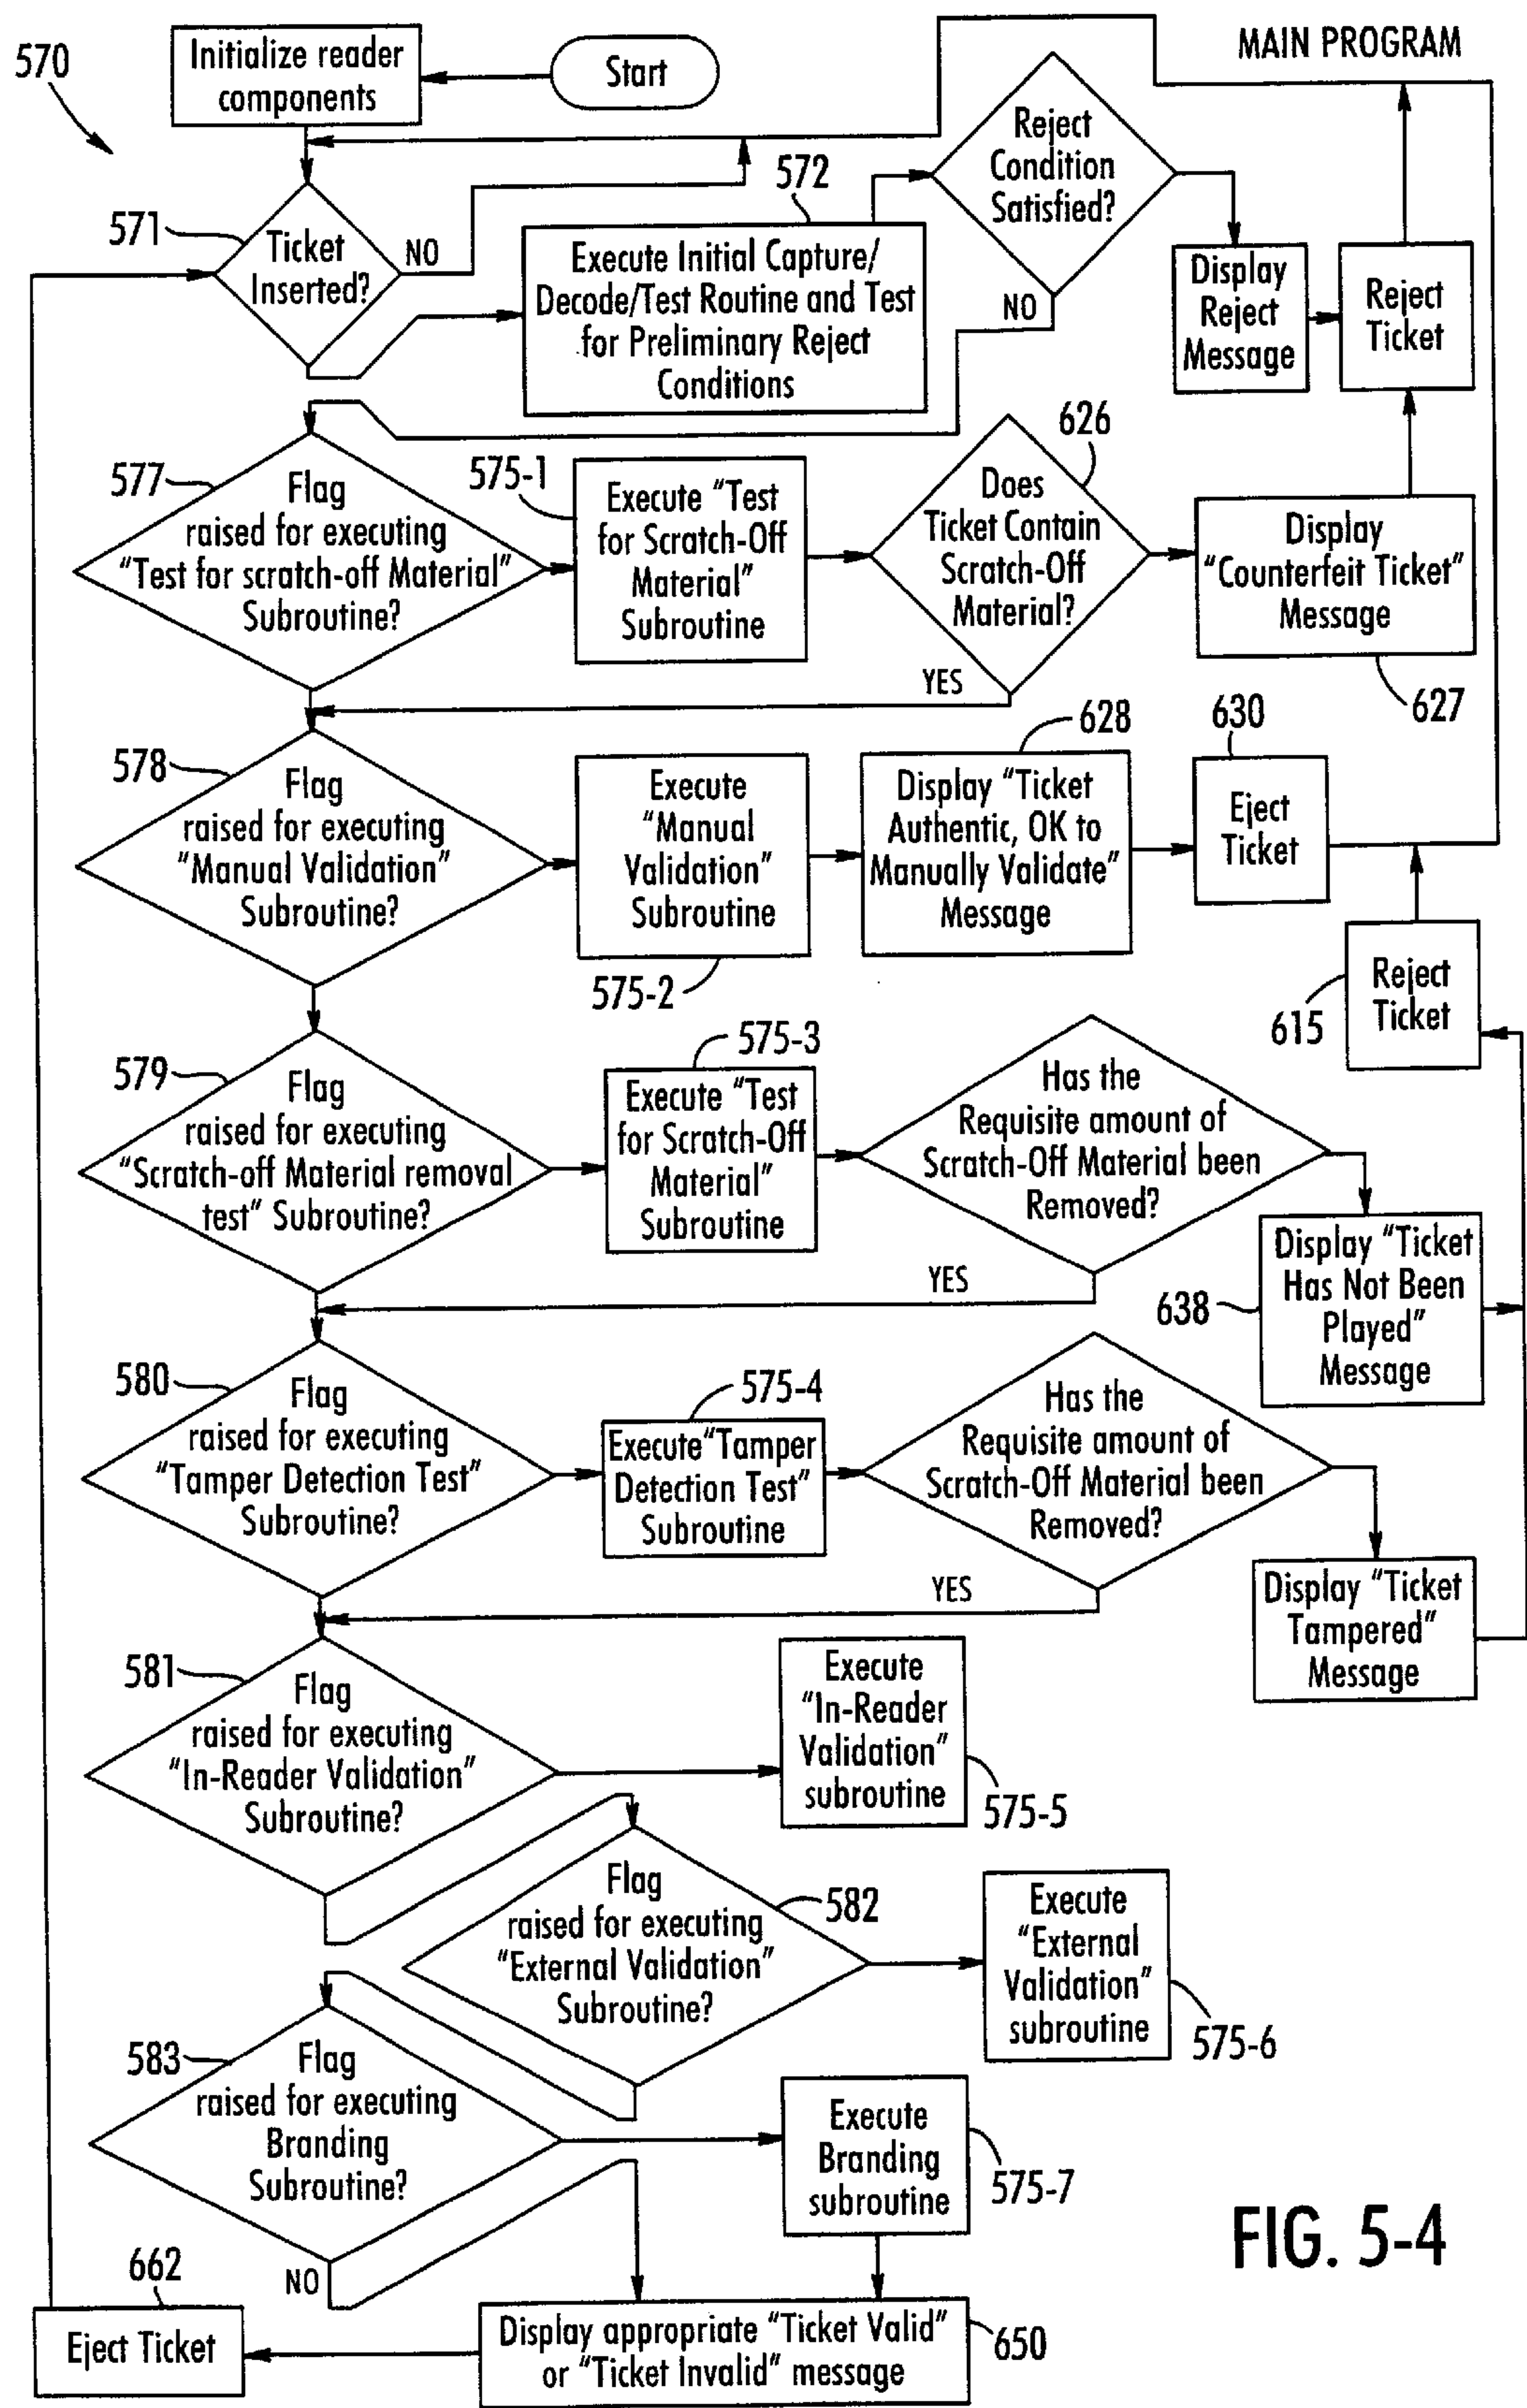 MAIN PROGRAM
570
Initialize reader
components
Start
571
Ticket
Inserted?
NO
572
Execute Initial Capture/
Decode/Test Routine and Test
for Preliminary Reject
Conditions
Reject
Condition
Satisfied?
NO
Display
Reject
Message
Reject
Ticket
577
Flag
raised for executing
"Test for scratch-off Material"
Subroutine?
575-1
Execute "Test
for Scratch-Off
Material"
Subroutine
626
Does
Ticket Contain
Scratch-Off
Material?
YES
Display
"Counterfeit Ticket"
Message
627
578
Flag
raised for executing
"Manual Validation"
Subroutine?
Execute
"Manual
Validation"
Subroutine
575-2
628
Display "Ticket
Authentic, OK to
Manually Validate"
Message
630
Eject
Ticket
615
Reject
Ticket
579
Flag
raised for executing
"Scratch-off Material removal
test" Subroutine?
575-3
Execute "Test
for Scratch-Off
Material"
Subroutine
Has the
Requisite amount of
Scratch-Off Material been
Removed?
YES
638
Display "Ticket
Has Not Been
Played"
Message
580
Flag
raised for executing
"Tamper Detection Test"
Subroutine?
575-4
Execute"Tamper
Detection Test"
Subroutine
Has the
Requisite amount of
Scratch-Off Material been
Removed?
YES
Display "Ticket
Tampered"
Message
581
Flag
raised for executing
"In-Reader Validation"
Subroutine?
Execute
"In-Reader
Validation"
subroutine
575-5
582
Flag
raised for executing
"External Validation"
Subroutine?
Execute
"External
Validation"
subroutine
575-6
583
Flag
raised for executing
Branding
Subroutine?
NO
Execute
Branding
subroutine
575-7
662
Eject Ticket
Display appropriate "Ticket Valid"
or "Ticket Invalid" message
650
FIG. 5-4